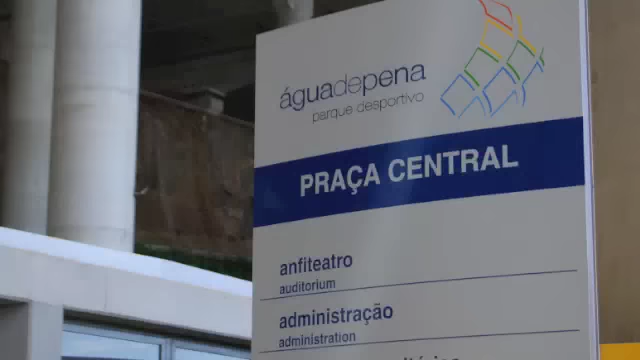 águadepena
parque desportivo
PRAÇA CENTRAL
anfiteatro
auditorium
administração
administration